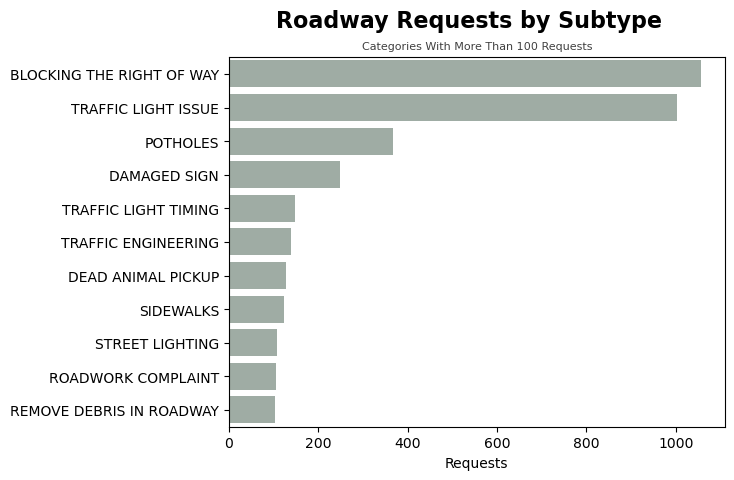 Roadway Requests by Subtype
Categories With More Than 100 Requests
BLOCKING THE RIGHT OF WAY
TRAFFIC LIGHT ISSUE
POTHOLES
DAMAGED SIGN
TRAFFIC LIGHT TIMING
TRAFFIC ENGINEERING
DEAD ANIMAL PICKUP
SIDEWALKS
STREET LIGHTING
ROADWORK COMPLAINT
REMOVE DEBRIS IN ROADWAY
0 200 400 600 800 1000
Requests